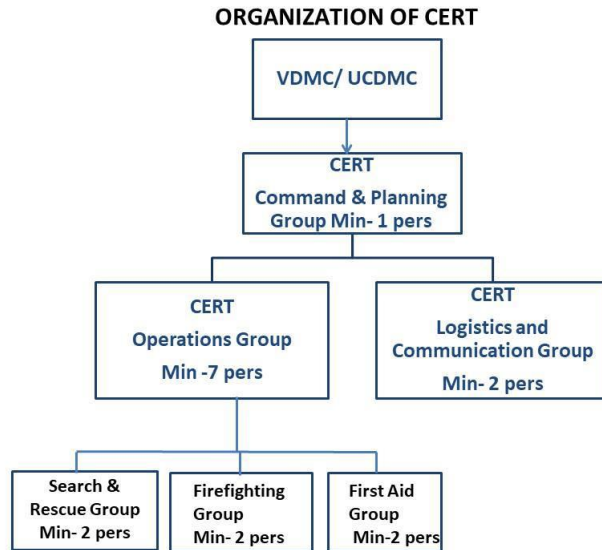 ORGANIZATION OF CERT
VDMC/ UCDMC
CERT
Command & Planning
Group Min- 1 pers
CERT
Operations Group
Min -7 pers
CERT
Logistics and
Communication Group
Min- 2 pers
Search &
Rescue Group
Min- 2 pers
Firefighting
Group
Min- 2 pers
First Aid
Group
Min-2 pers